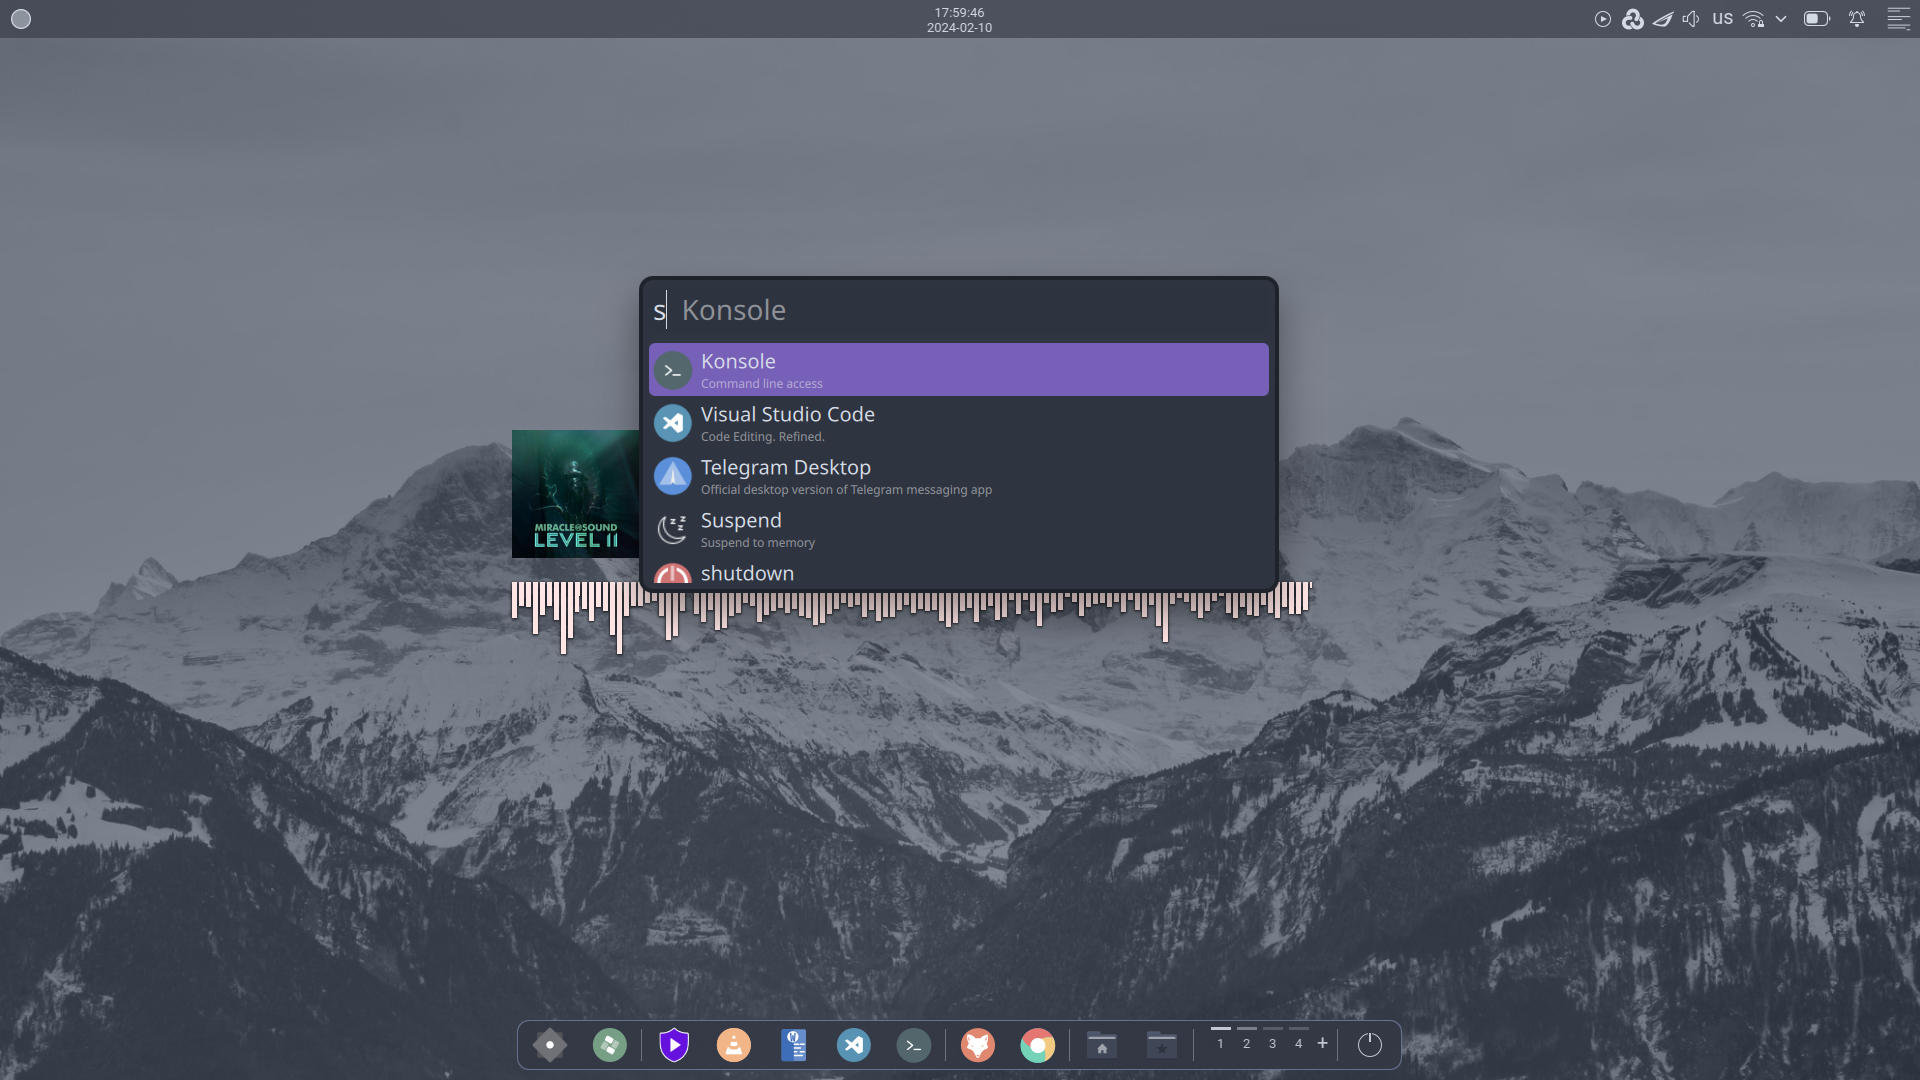 17:59:46
2024-02-10
US
s Konsole
Konsole
Command line access
Visual Studio Code
Code Editing. Refined.
Telegram Desktop
Official desktop version of Telegram messaging app
Suspend
Suspend to memory
shutdown
MIRACLE OF SOUND
LEVEL 11
1 2 3 4 +